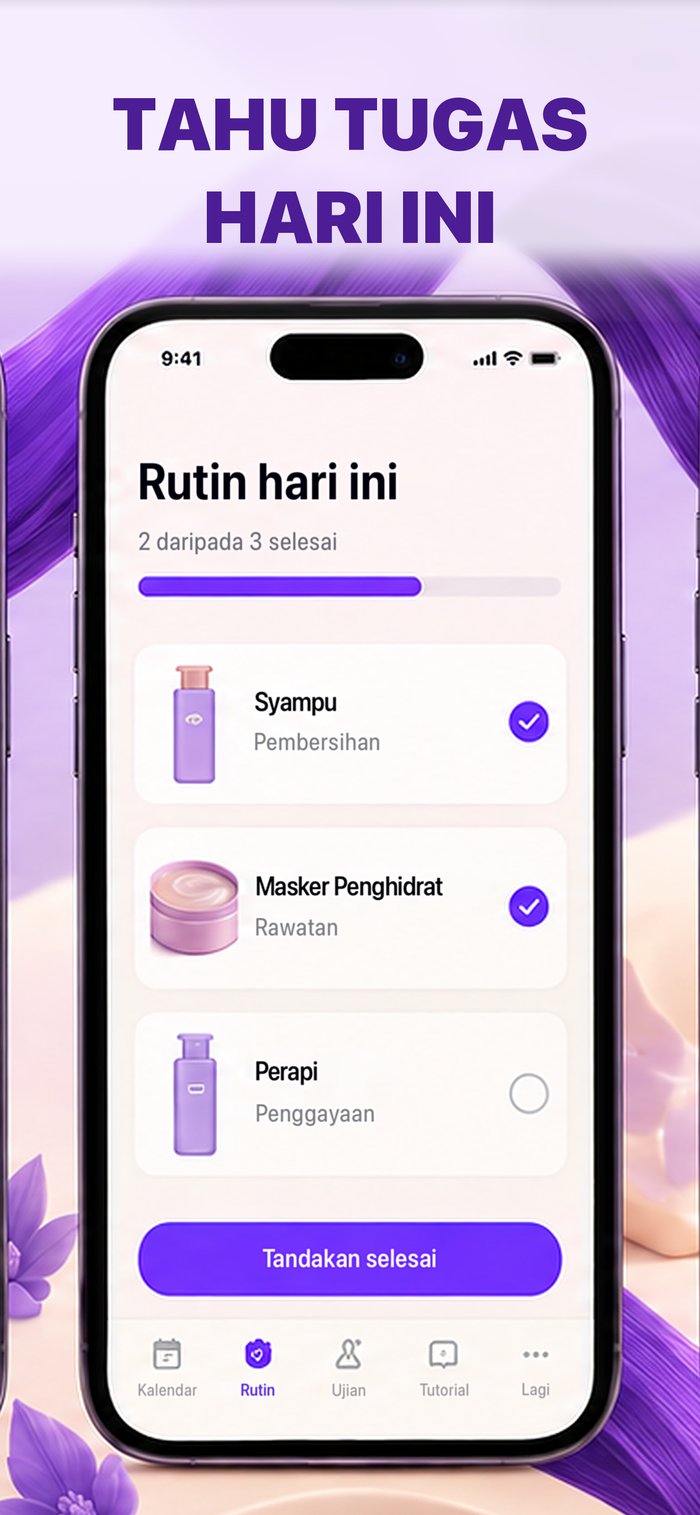 TAHU TUGAS
HARI INI
9:41
Rutin hari ini
2 daripada 3 selesai
Syampu
Pembersihan
Masker Penghidrat
Rawatan
Perapi
Penggayaan
Tandakan selesai
Kalendar
Rutin
Ujian
Tutorial
Lagi